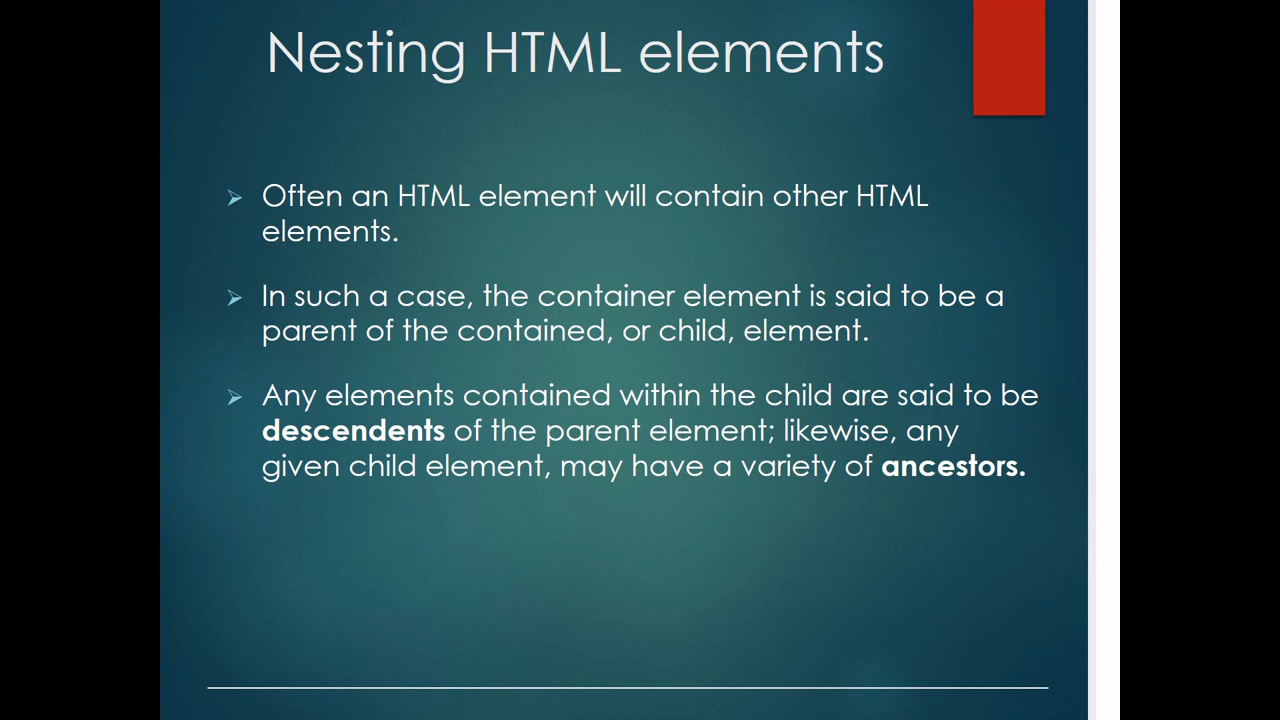 Nesting HTML elements
Often an HTML element will contain other HTML
elements.
In such a case, the container element is said to be a
parent of the contained, or child, element.
Any elements contained within the child are said to be
descendents of the parent element; likewise, any
given child element, may have a variety of ancestors.